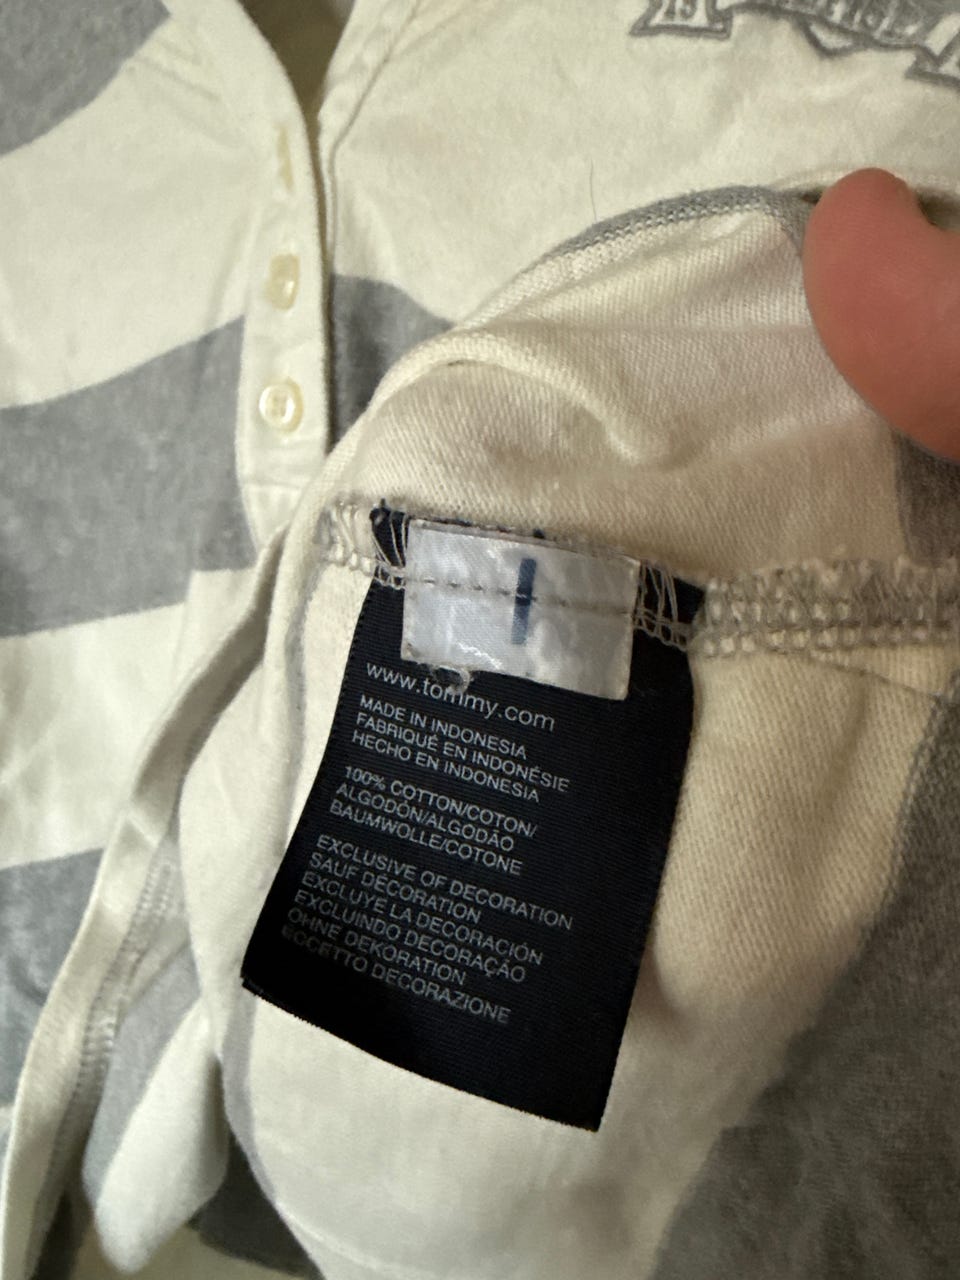 19
www.tommy.com
MADE IN INDONESIA
FABRIQUÉ EN INDONÉSIE
HECHO EN INDONESIA
100% COTTON/COTON/
ALGODÓN/ALGODÃO
BAUMWOLLE/COTONE
EXCLUSIVE OF DECORATION
SAUF DÉCORATION
EXCLUYE LA DECORACIÓN
EXCLUINDO DECORAÇÃO
OHNE DEKORATION
ECCETTO DECORAZIONE